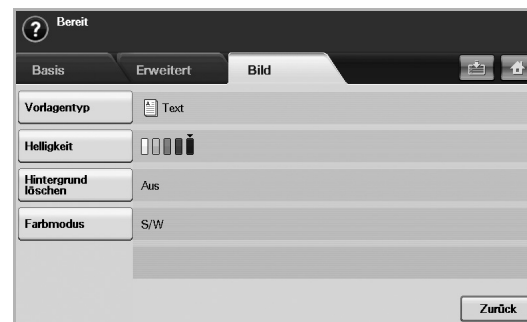 ? Bereit
Basis Erweitert Bild
Vorlagentyp Text
Helligkeit
Hintergrund
löschen Aus
Farbmodus S/W
Zurück